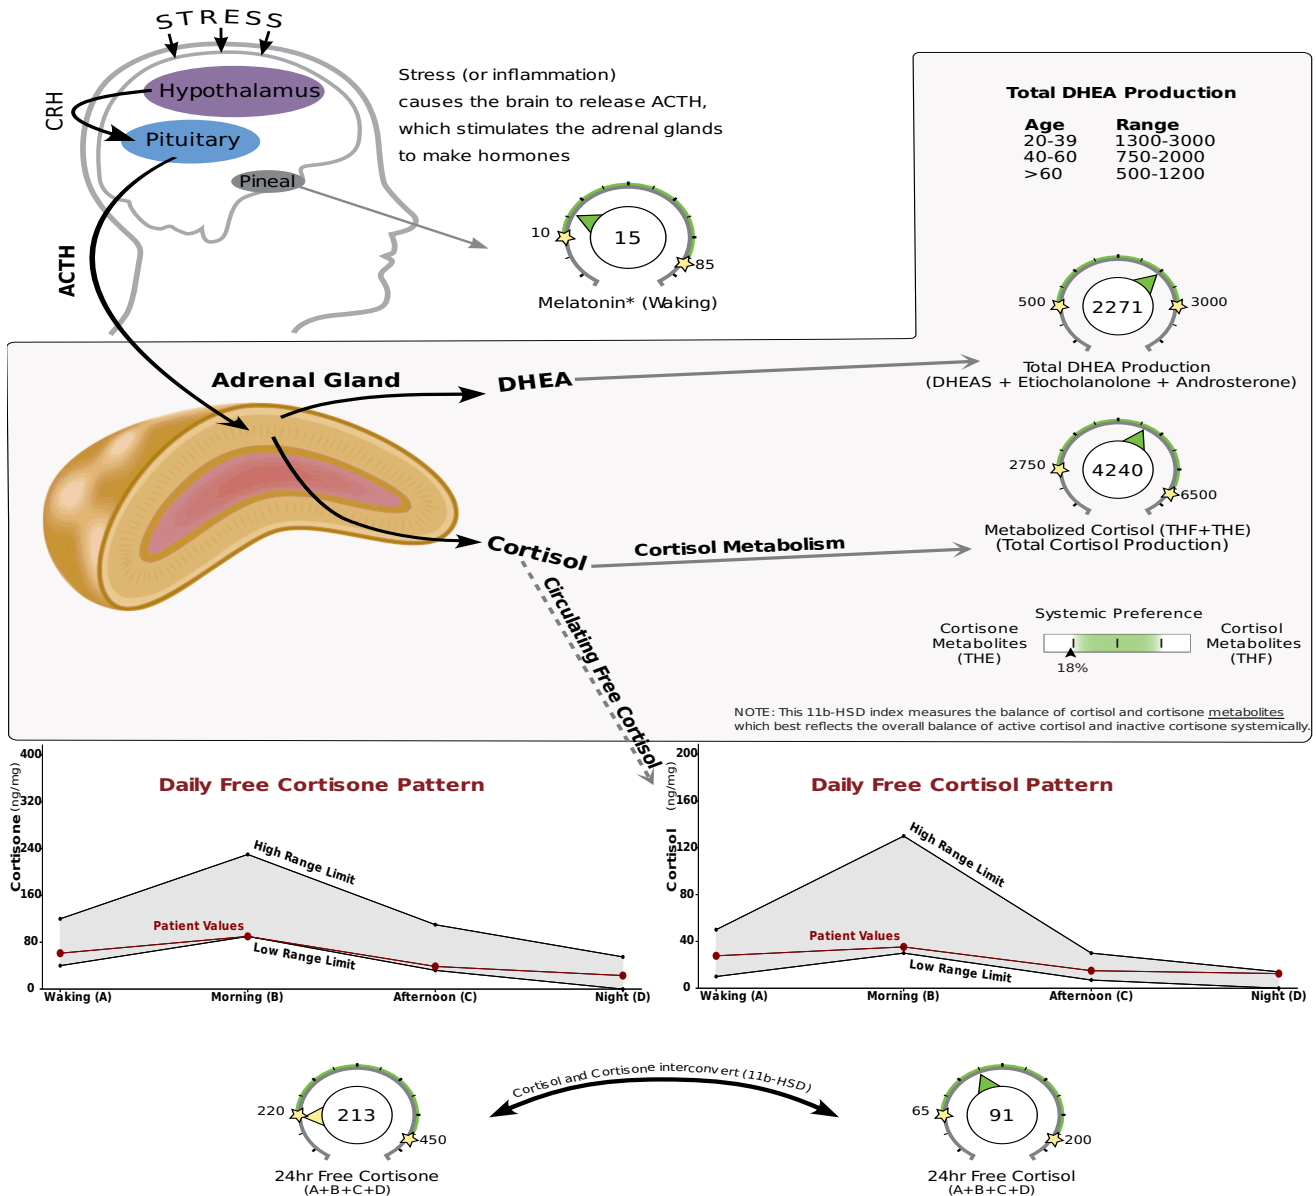 STRESS
Hypothalamus
CRH
Pituitary
Pineal
ACTH
Stress (or inflammation)
causes the brain to release ACTH,
which stimulates the adrenal glands
to make hormones
10
15
85
Melatonin* (Waking)
Total DHEA Production
Age Range
20-39 1300-3000
40-60 750-2000
>60 500-1200
500
2271
3000
Total DHEA Production
(DHEAS + Etiocholanolone + Androsterone)
Adrenal Gland
DHEA
2750
4240
6500
Metabolized Cortisol (THF+THE)
(Total Cortisol Production)
Cortisol
Cortisol Metabolism
Circulating Free Cortisol
Systemic Preference
Cortisone
Metabolites
(THE)
18%
Cortisol
Metabolites
(THF)
NOTE: This 11b-HSD index measures the balance of cortisol and cortisone metabolites
which best reflects the overall balance of active cortisol and inactive cortisone systemically.
Daily Free Cortisone Pattern
Cortisone (ng/mg)
400
320
240
160
80
0
High Range Limit
Patient Values
Low Range Limit
Waking (A) Morning (B) Afternoon (C) Night (D)
Daily Free Cortisol Pattern
Cortisol (ng/mg)
200
160
120
80
40
0
High Range Limit
Patient Values
Low Range Limit
Waking (A) Morning (B) Afternoon (C) Night (D)
220
213
450
24hr Free Cortisone
(A+B+C+D)
Cortisol and Cortisone interconvert (11b-HSD)
65
91
200
24hr Free Cortisol
(A+B+C+D)